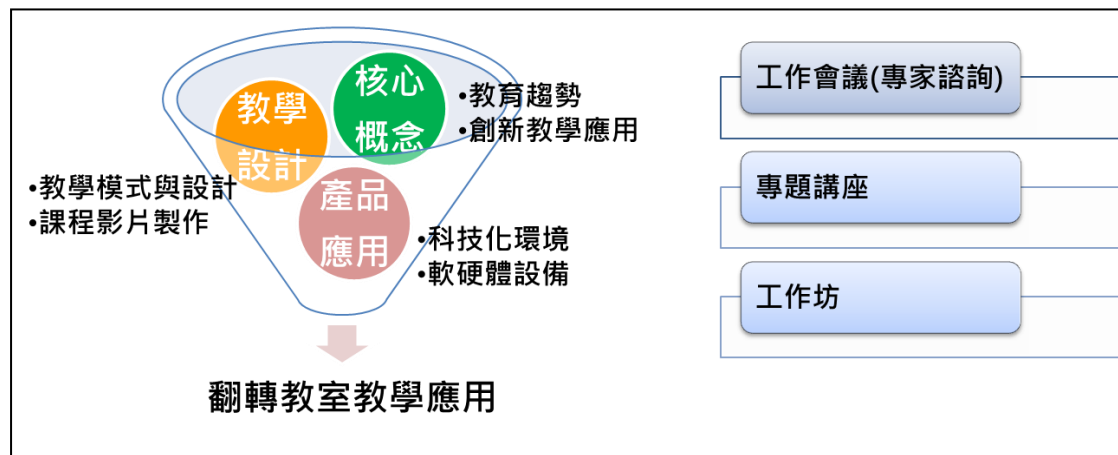 核心
概念
•教育趨勢
•創新教學應用
教學
設計
•教學模式與設計
•課程影片製作
產品
應用
•科技化環境
•軟硬體設備
翻轉教室教學應用
工作會議(專家諮詢)
專題講座
工作坊